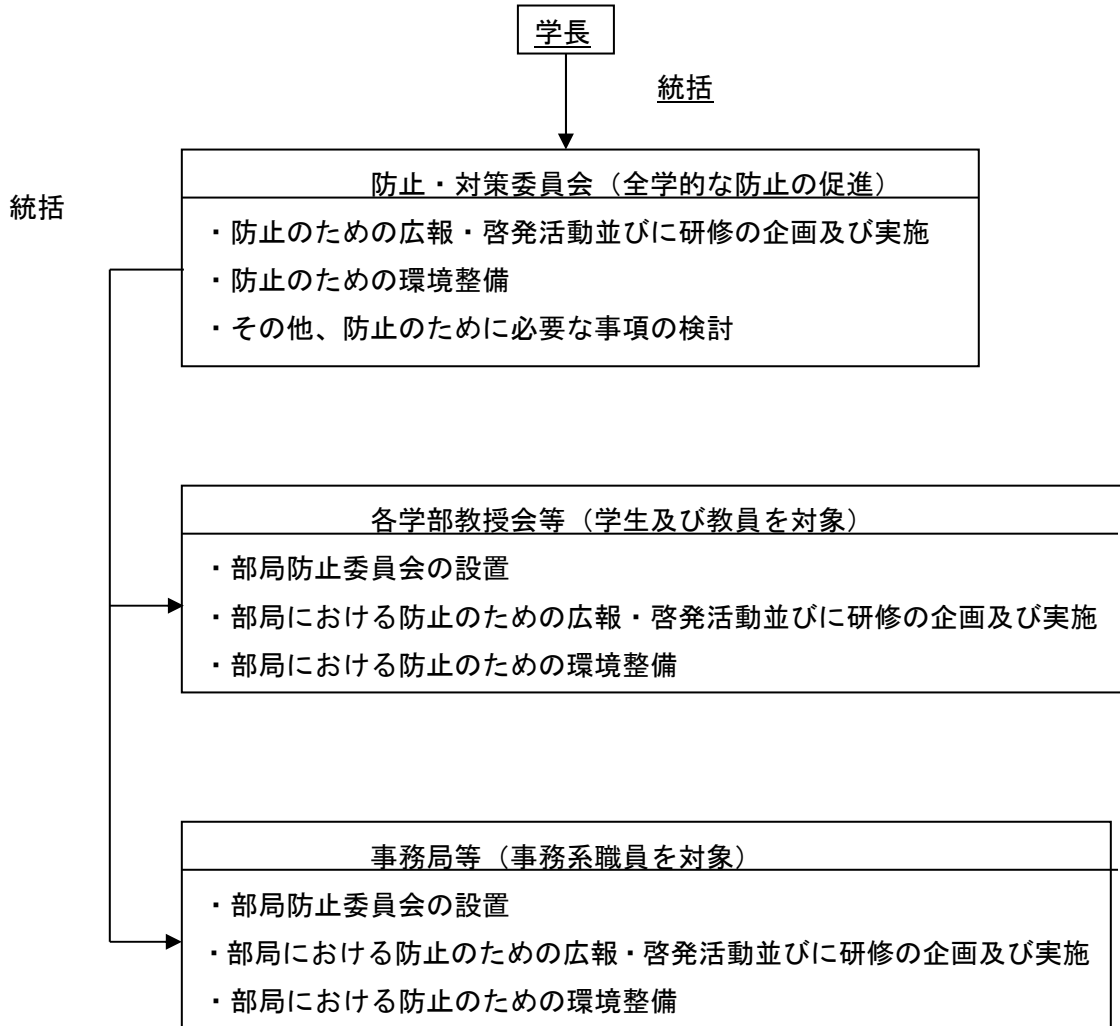 学長
統括
統括
防止・対策委員会（全学的な防止の促進）
・防止のための広報・啓発活動並びに研修の企画及び実施
・防止のための環境整備
・その他、防止のために必要な事項の検討
各学部教授会等（学生及び教員を対象）
・部局防止委員会の設置
・部局における防止のための広報・啓発活動並びに研修の企画及び実施
・部局における防止のための環境整備
事務局等（事務系職員を対象）
・部局防止委員会の設置
・部局における防止のための広報・啓発活動並びに研修の企画及び実施
・部局における防止のための環境整備